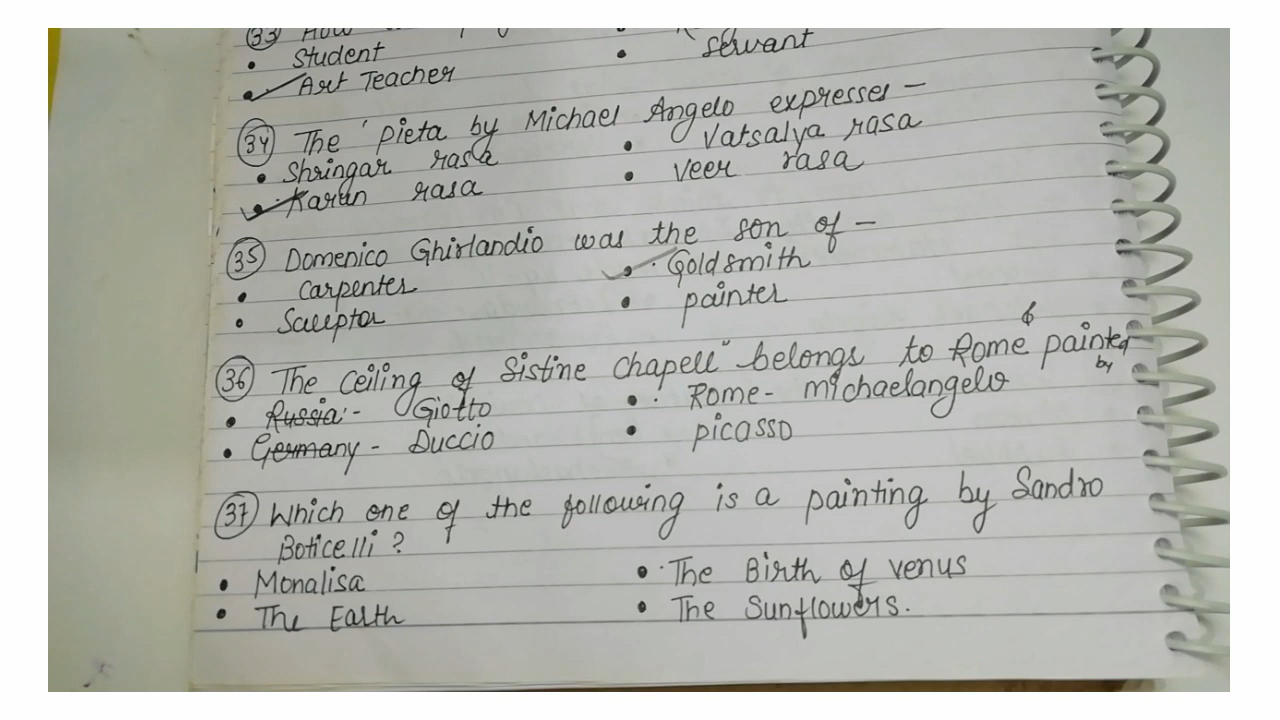 (33) How
• Student • Servant
• Art Teacher
(34) The 'Pieta by Michael Angelo expresses -
• Shringar rasa • Vatsalya rasa
• Karun rasa • Veer rasa
(35) Domenico Ghirlandio was the son of -
• Carpenter • Goldsmith
• Sculptor • painter
(36) The Ceiling of Sistine Chapell" belongs to Rome & painted by
• Russia - Giotto • Rome - michaelangelo
• Germany - Duccio • picasso
(37) Which one of the following is a painting by Sandro
Boticelli?
• Monalisa • The Birth of venus
• The Earth • The Sunflowers.